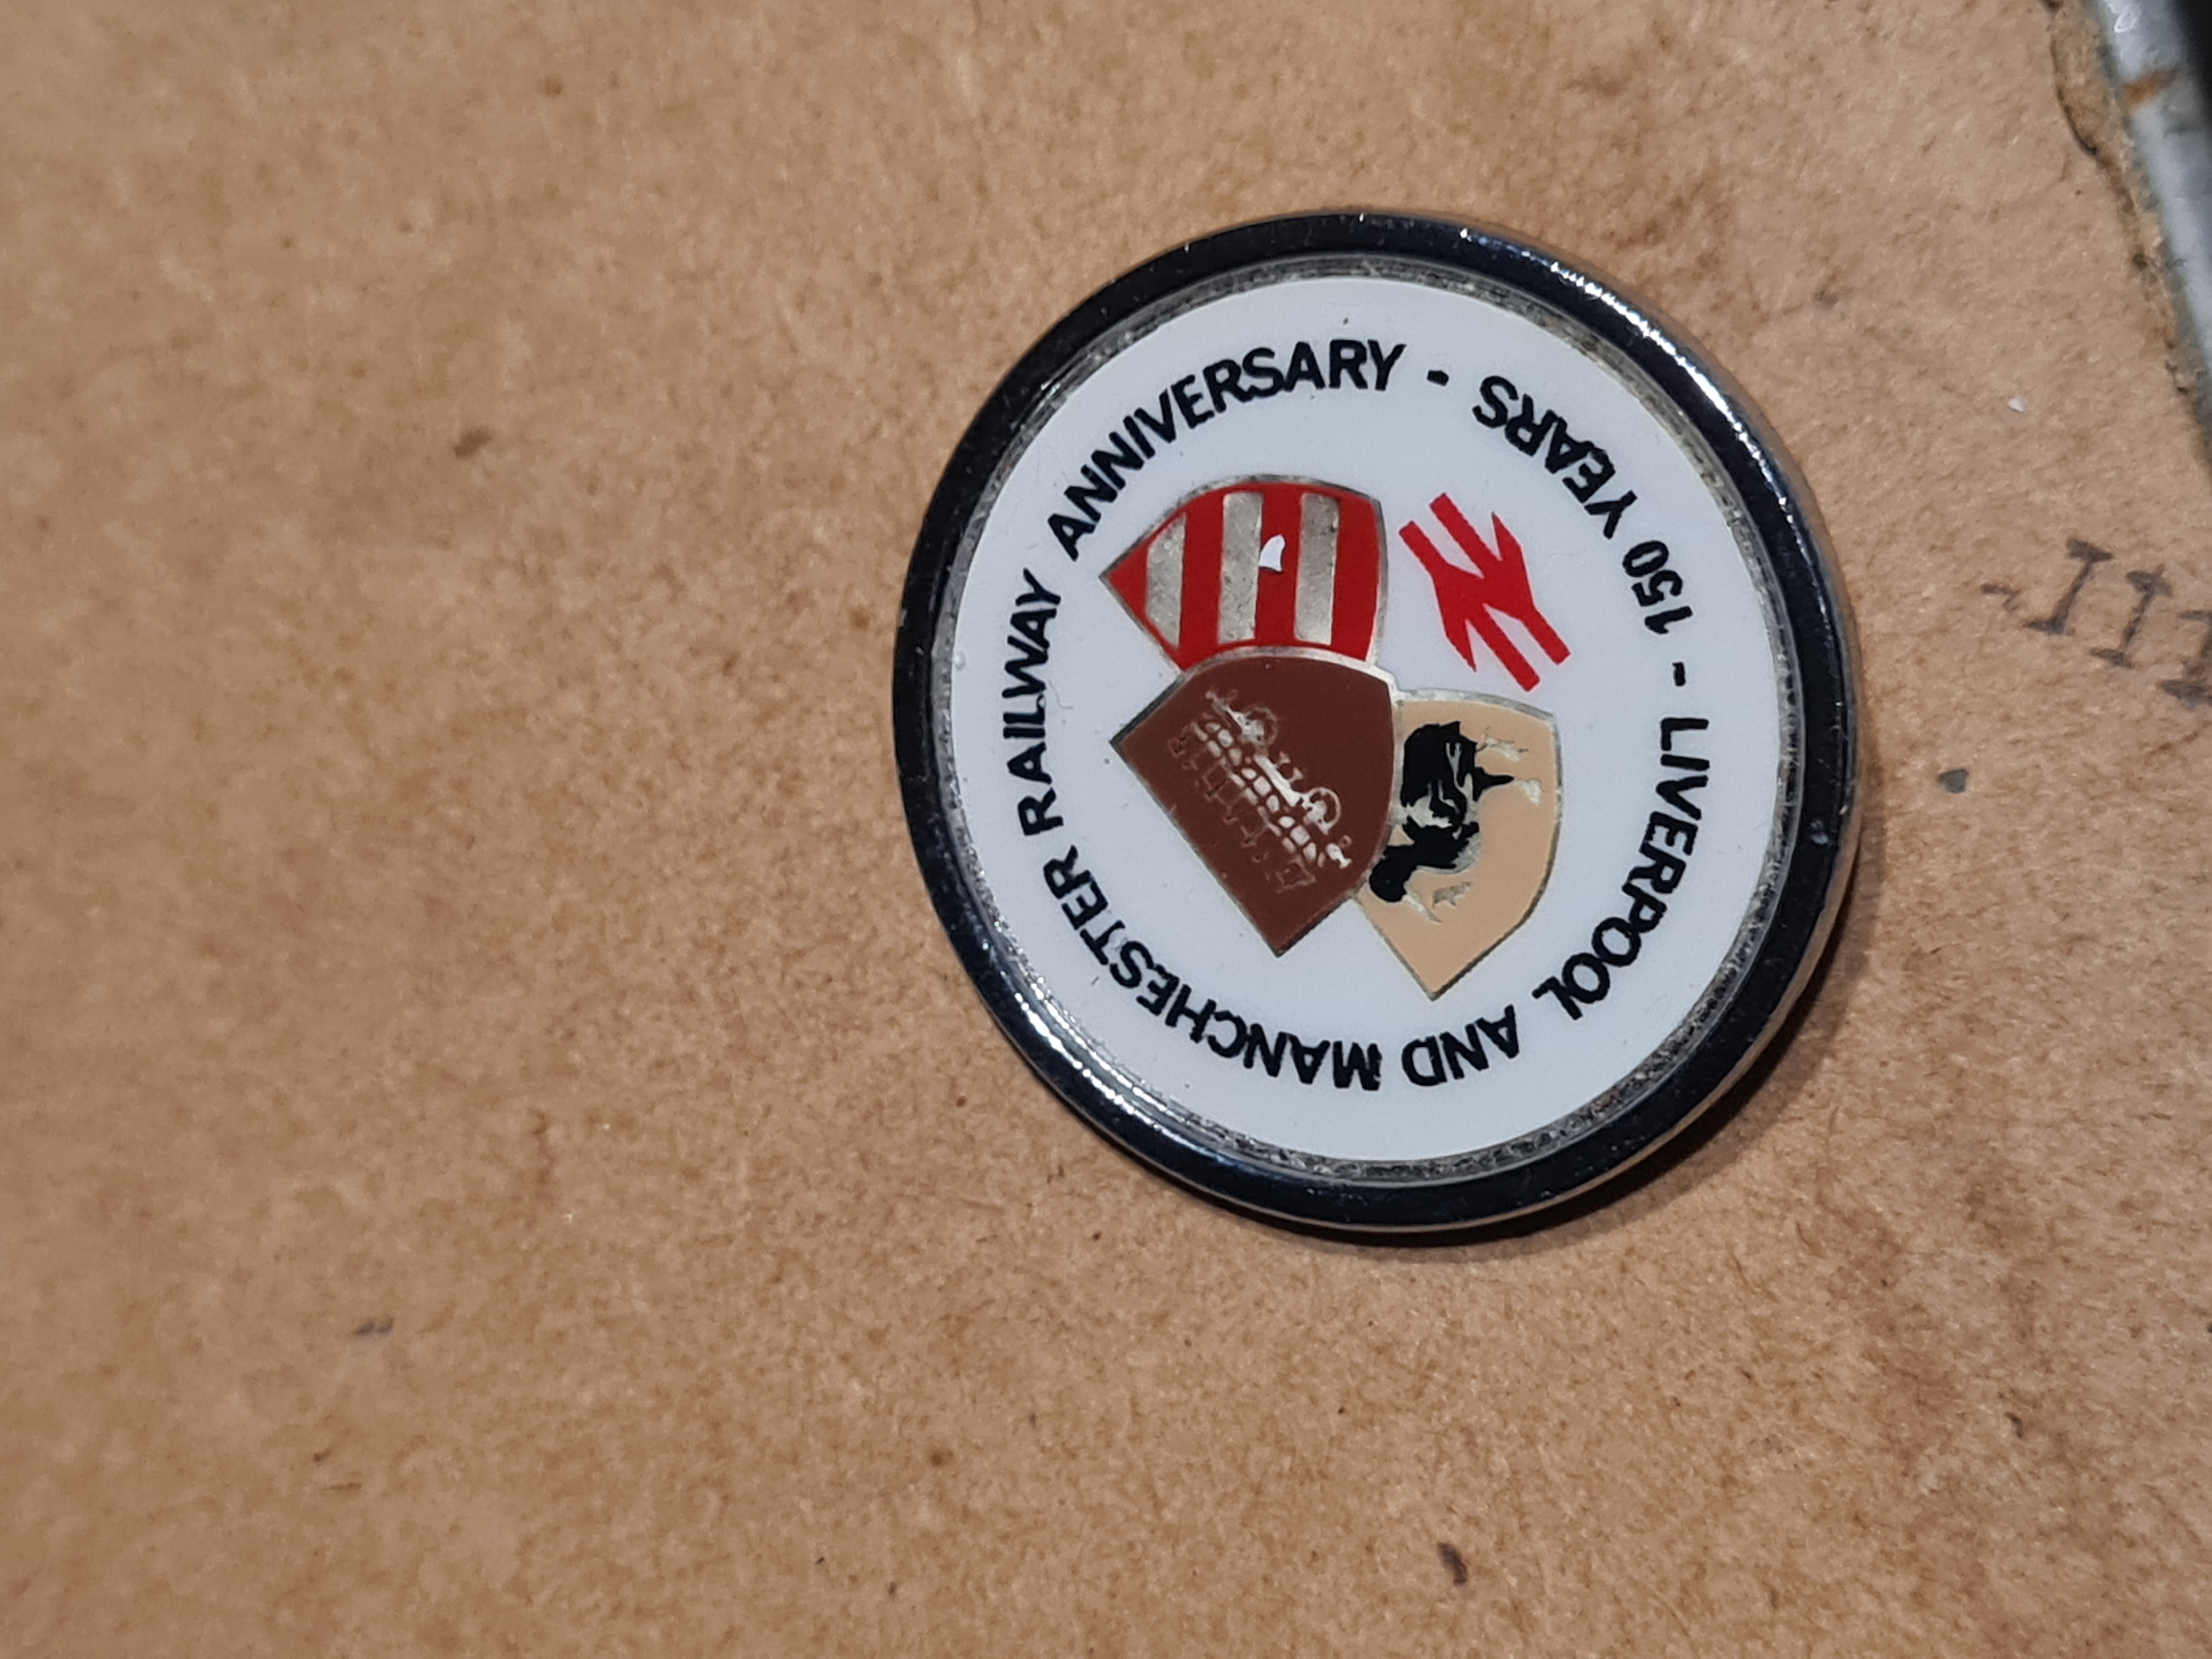 150 YEARS - LIVERPOOL AND MANCHESTER RAILWAY ANNIVERSARY -